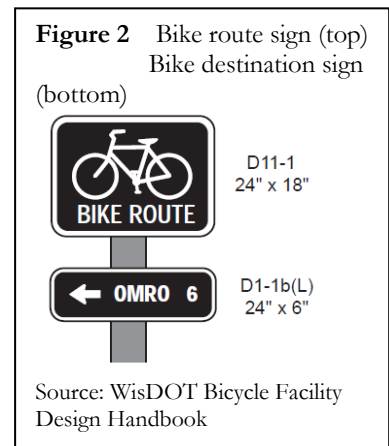 Figure 2 Bike route sign (top)
Bike destination sign
(bottom)
D11-1
24" x 18"
BIKE ROUTE
← OMRO 6
D1-1b(L)
24" x 6"
Source: WisDOT Bicycle Facility
Design Handbook